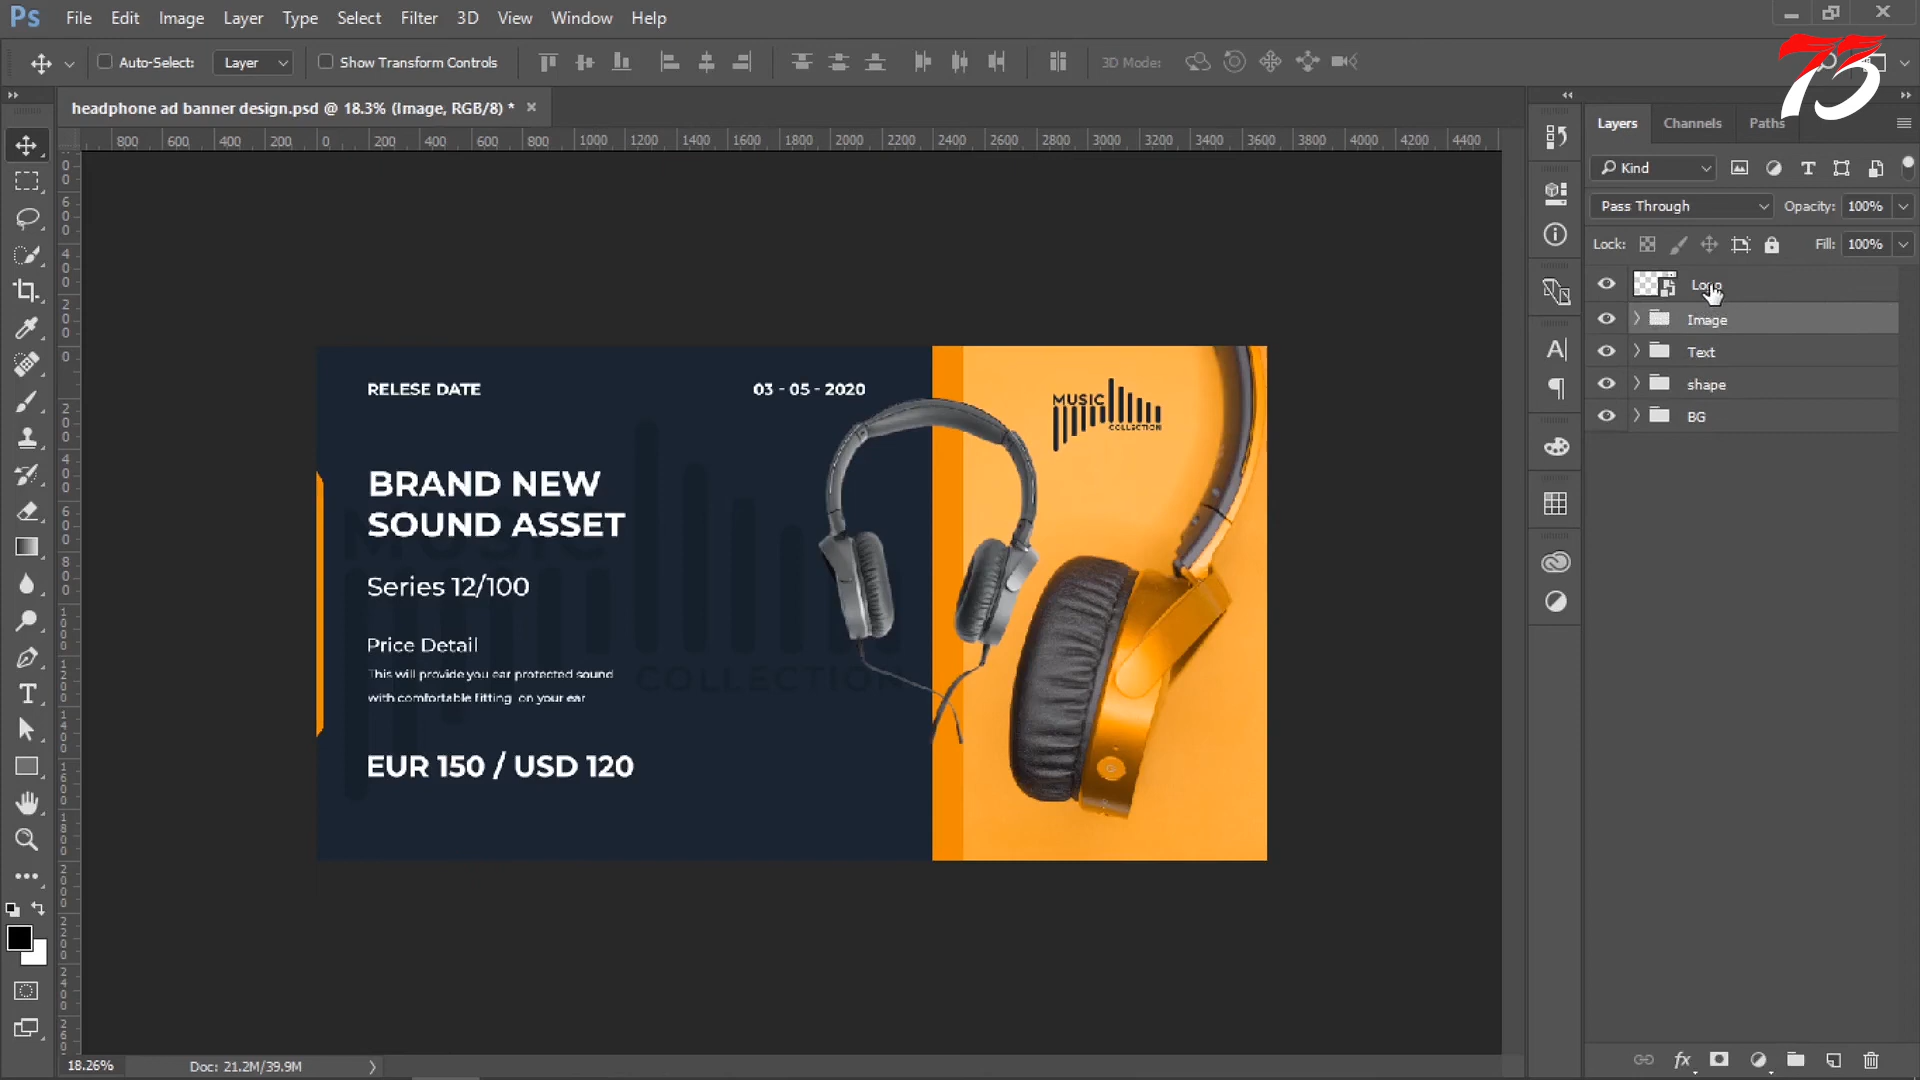 Ps File Edit Image Layer Type Select Filter 3D View Window Help
Auto-Select: Layer Show Transform Controls 3D Mode:
73
headphone ad banner design.psd @ 18.3% (Image, RGB/8) * ×
800 600 400 200 0 200 400 600 800 1000 1200 1400 1600 1800 2000 2200 2400 2600 2800 3000 3200 3400 3600 3800 4000 4200 4400
Layers Channels Paths
Kind
Pass Through Opacity: 100%
Lock: Fill: 100%
Logo
Image
Text
shape
BG
RELESE DATE 03 - 05 - 2020
MUSIC
COLLECTION
BRAND NEW
SOUND ASSET
MUSIC
Series 12/100
Price Detail
This will provide you ear protected sound
with comfortable fitting on your ear
COLLECTION
EUR 150 / USD 120
18.26% Doc: 21.2M/39.9M